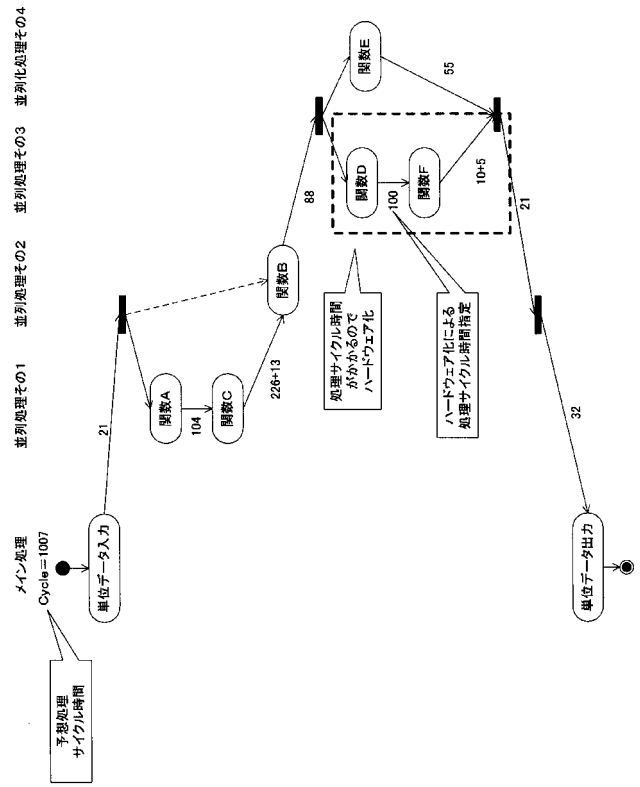 メイン処理
並列処理その1
並列処理その2
並列処理その3
並列化処理その4
予想処理
サイクル時間
Cycle=1007
単位データ入力
21
関数A
104
関数C
226+13
関数B
88
処理サイクル時間
がかかるので
ハードウェア化
関数D
関数E
100
関数F
55
10+5
ハードウェア化による
処理サイクル時間指定
21
32
単位データ出力